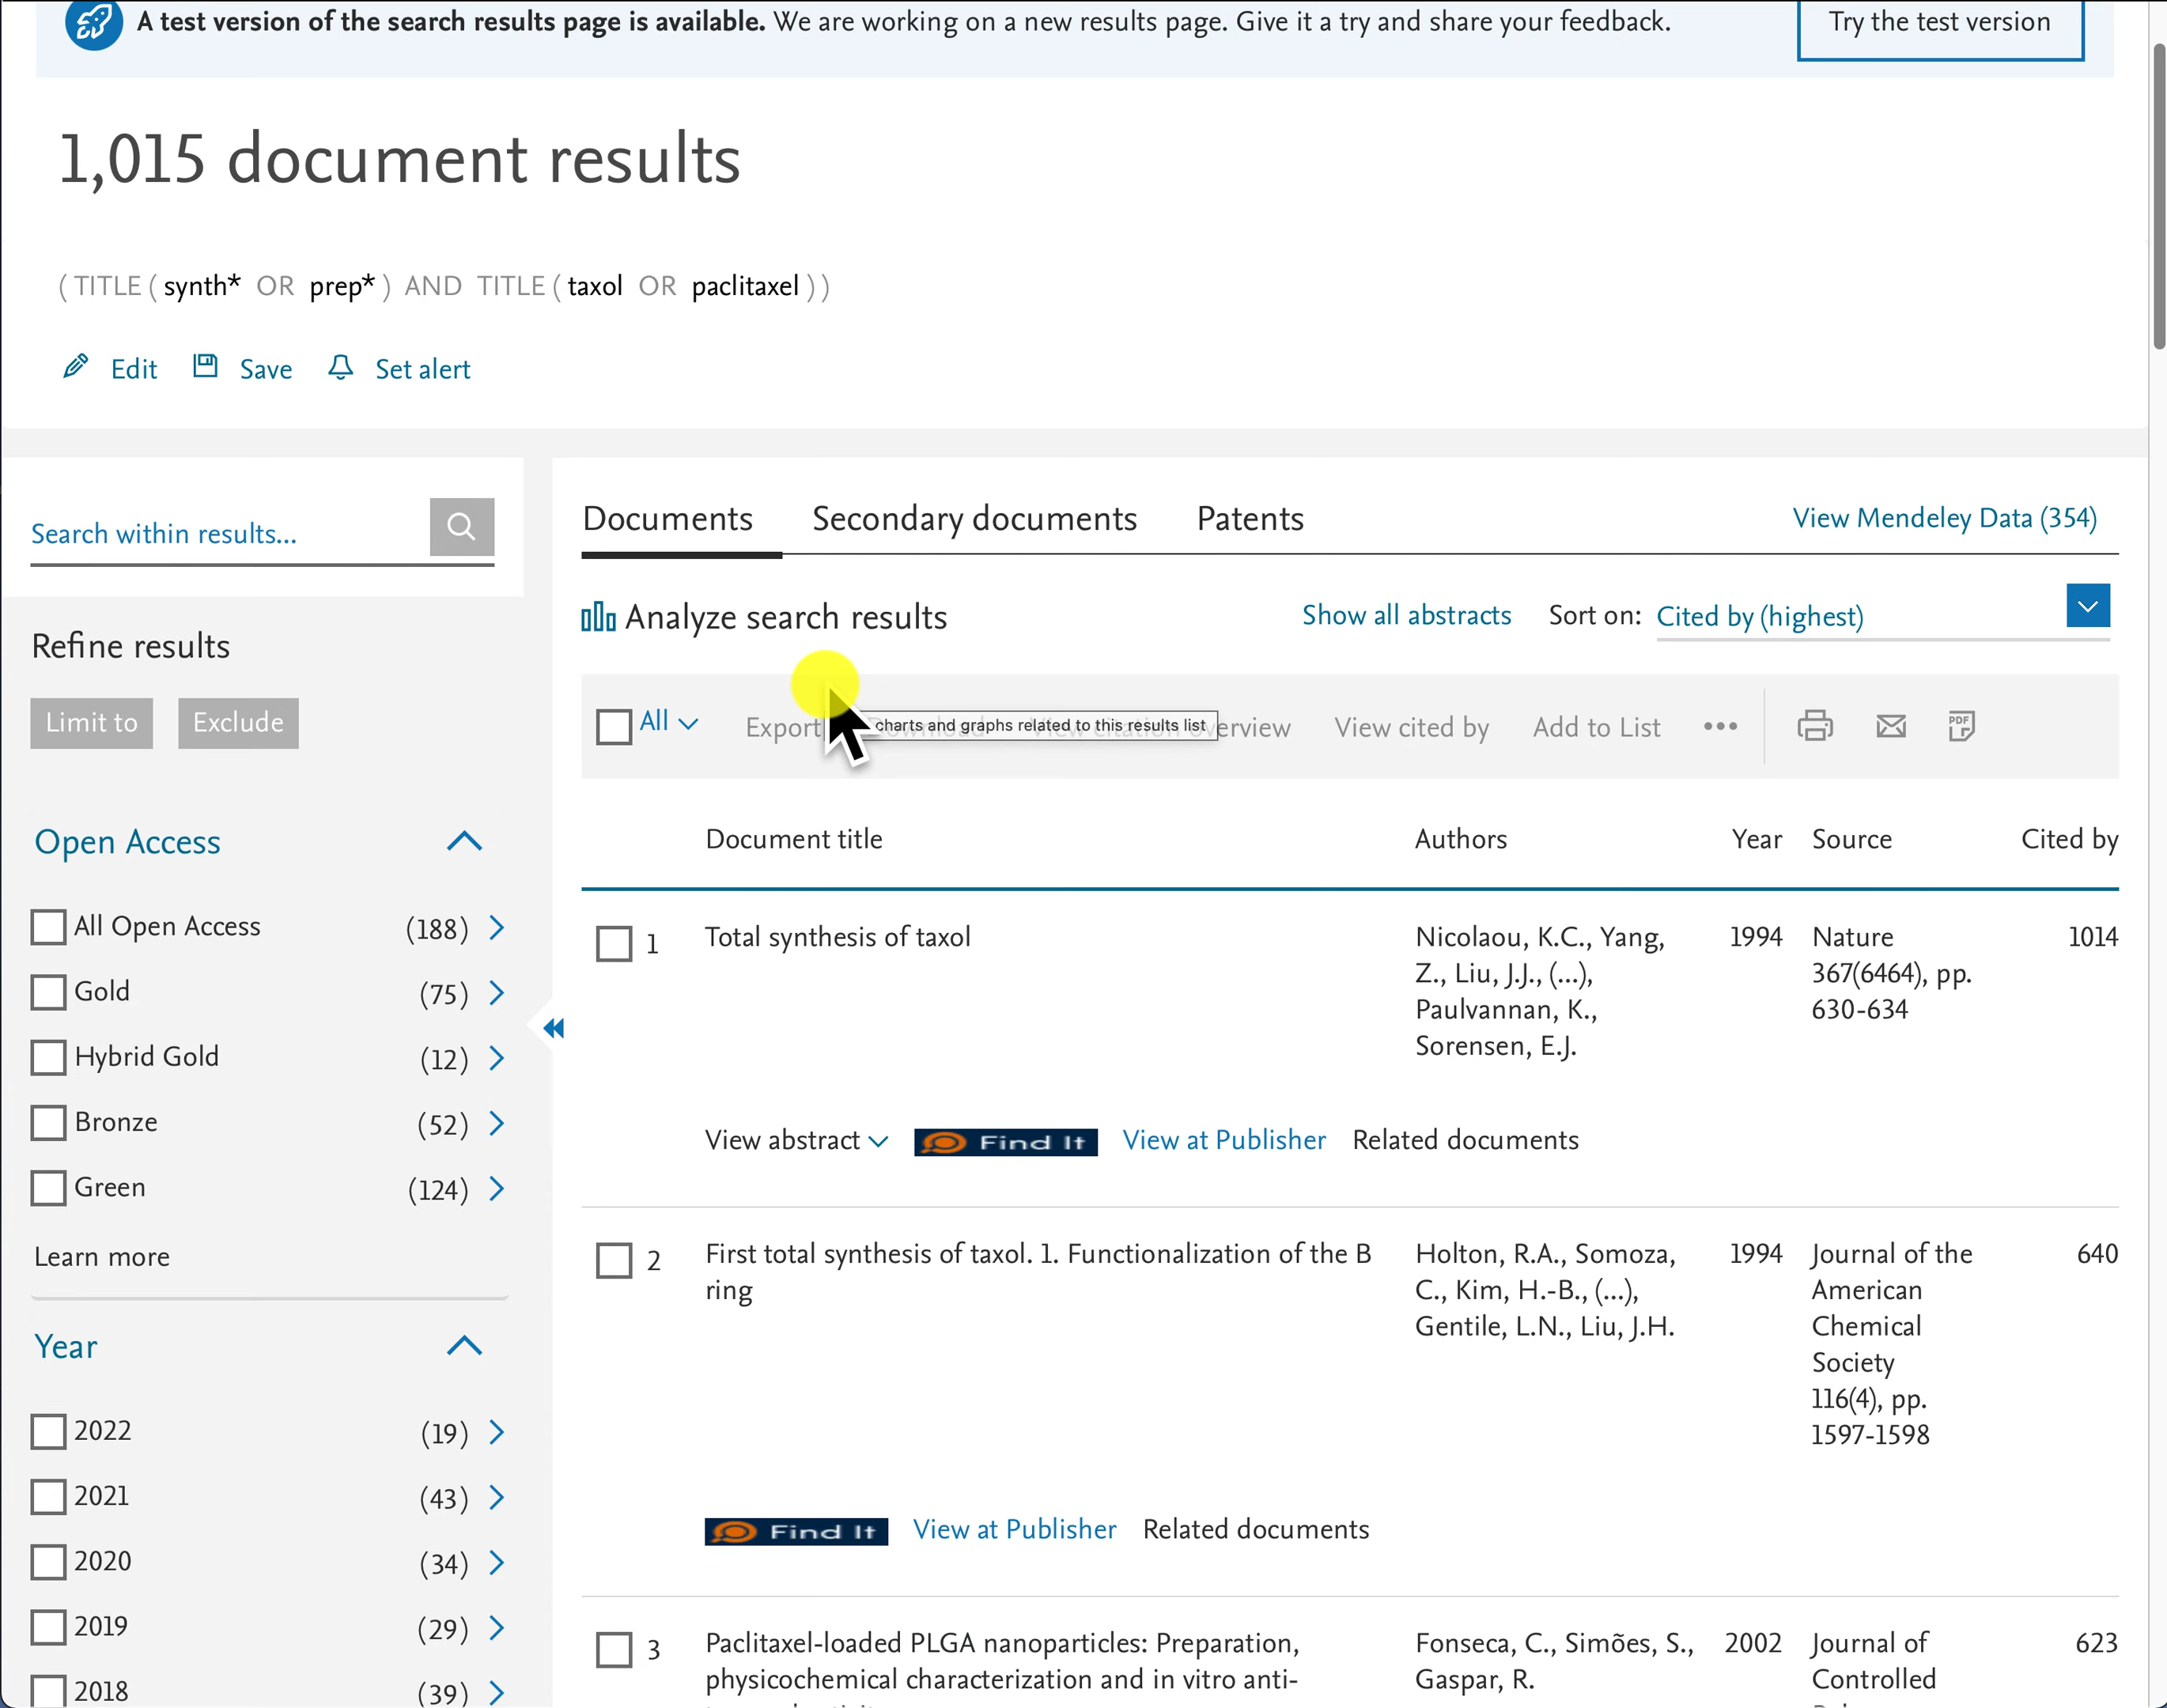 A test version of the search results page is available. We are working on a new results page. Give it a try and share your feedback.
Try the test version
1,015 document results
( TITLE ( synth* OR prep* ) AND TITLE ( taxol OR paclitaxel ) )
Edit Save Set alert
Search within results...
Documents Secondary documents Patents View Mendeley Data (354)
Analyze search results Show all abstracts Sort on: Cited by (highest)
Refine results
Limit to Exclude
All Export charts and graphs related to this results list View cited by Add to List ••• PDF
Open Access
All Open Access (188)
Gold (75)
Hybrid Gold (12)
Bronze (52)
Green (124)
Learn more
Year
2022 (19)
2021 (43)
2020 (34)
2019 (29)
2018 (39)
Document title Authors Year Source Cited by
1 Total synthesis of taxol Nicolaou, K.C., Yang, 1994 Nature 1014
Z., Liu, J.J., (...), 367(6464), pp.
Paulvannan, K., 630-634
Sorensen, E.J.
View abstract Find It View at Publisher Related documents
2 First total synthesis of taxol. 1. Functionalization of the B Holton, R.A., Somoza, 1994 Journal of the 640
ring C., Kim, H.-B., (...), American
Gentile, L.N., Liu, J.H. Chemical
Society
116(4), pp.
1597-1598
Find It View at Publisher Related documents
3 Paclitaxel-loaded PLGA nanoparticles: Preparation, Fonseca, C., Simões, S., 2002 Journal of 623
physicochemical characterization and in vitro anti- Gaspar, R. Controlled